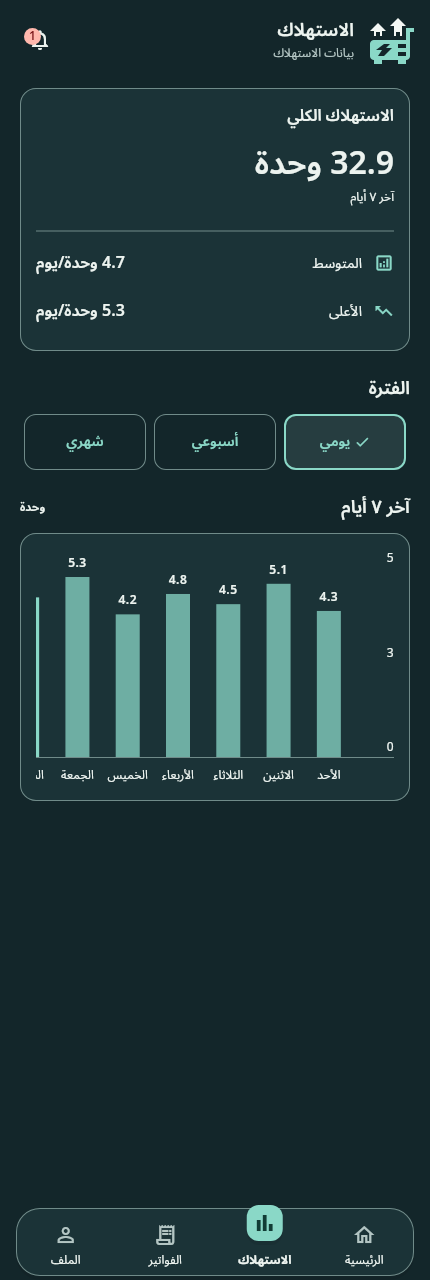 الاستهلاك
بيانات الاستهلاك
1
الاستهلاك الكلي
32.9 وحدة
آخر ٧ أيام
المتوسط
4.7 وحدة/يوم
الأعلى
5.3 وحدة/يوم
الفترة
يومي
أسبوعي
شهري
آخر ٧ أيام
وحدة
5
3
0
4.3
5.1
4.5
4.8
4.2
5.3
الأحد
الاثنين
الثلاثاء
الأربعاء
الخميس
الجمعة
الرئيسية
الاستهلاك
الفواتير
الملف